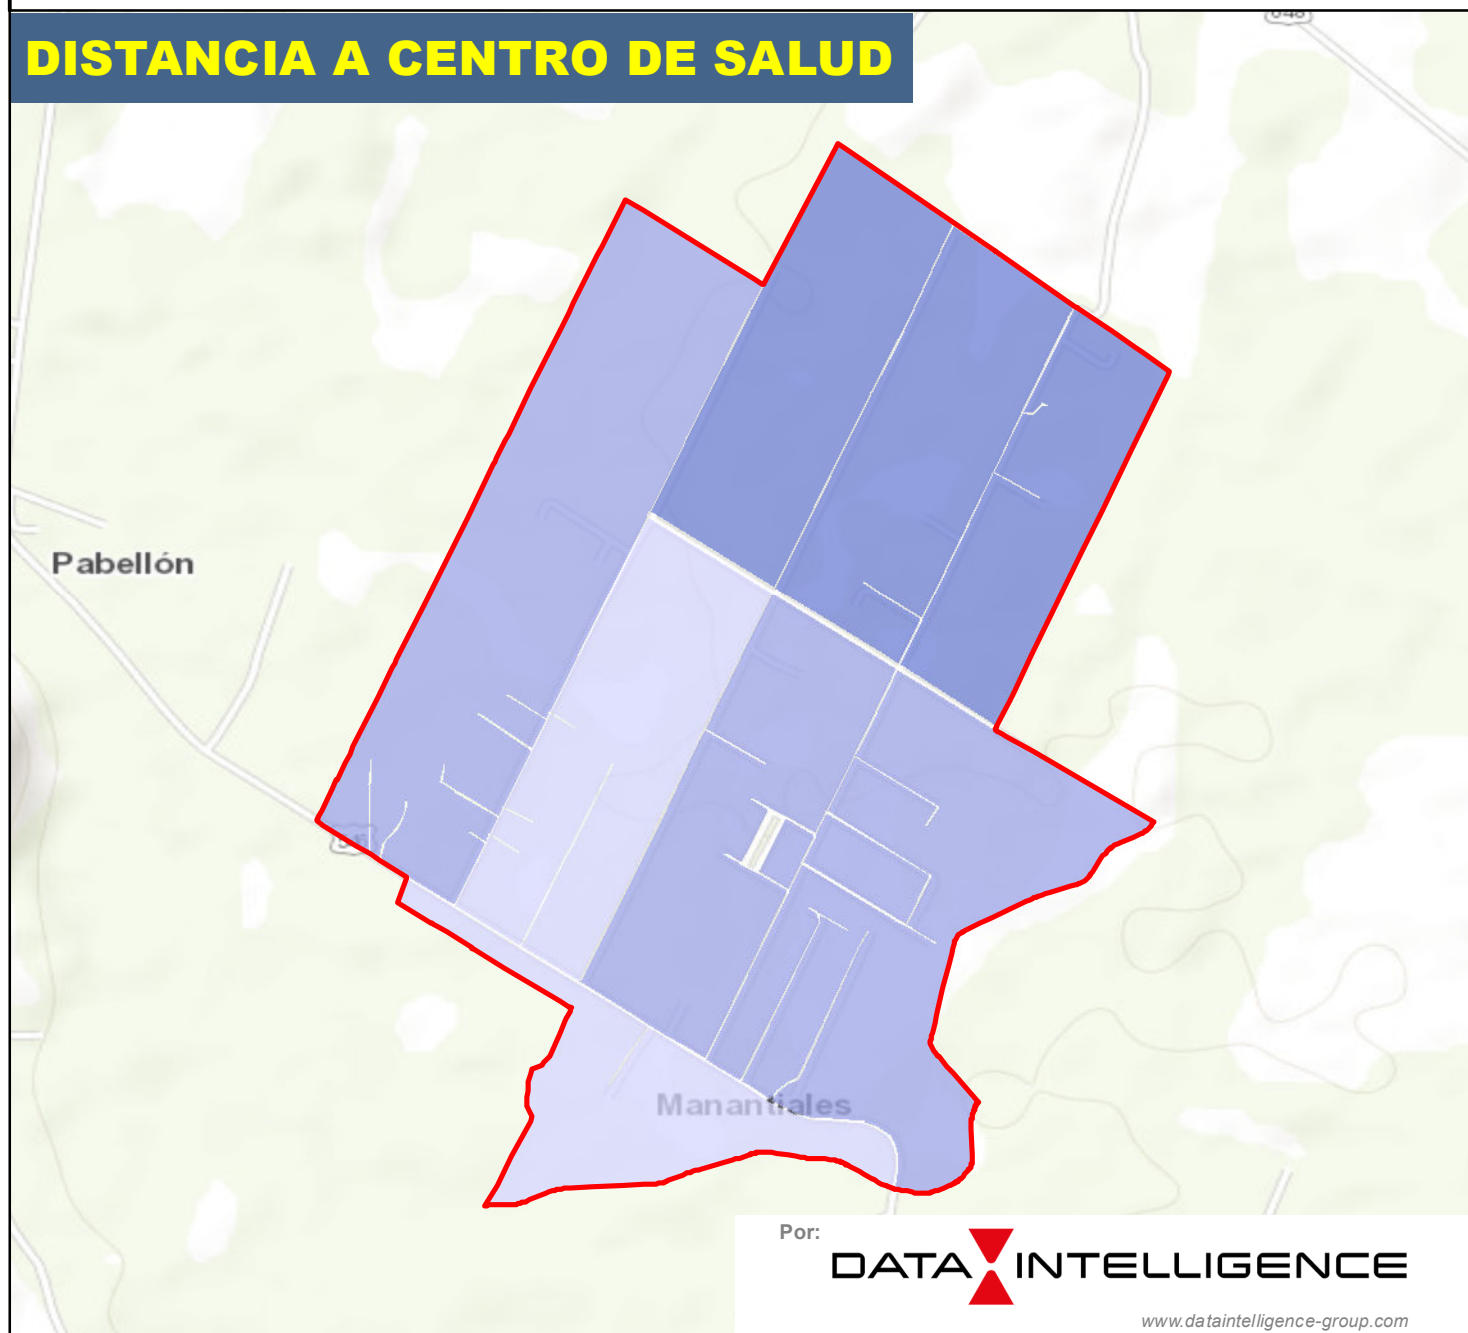 DISTANCIA A CENTRO DE SALUD
Pabellón
Manantiales
Por:
DATA INTELLIGENCE
www.dataintelligence-group.com